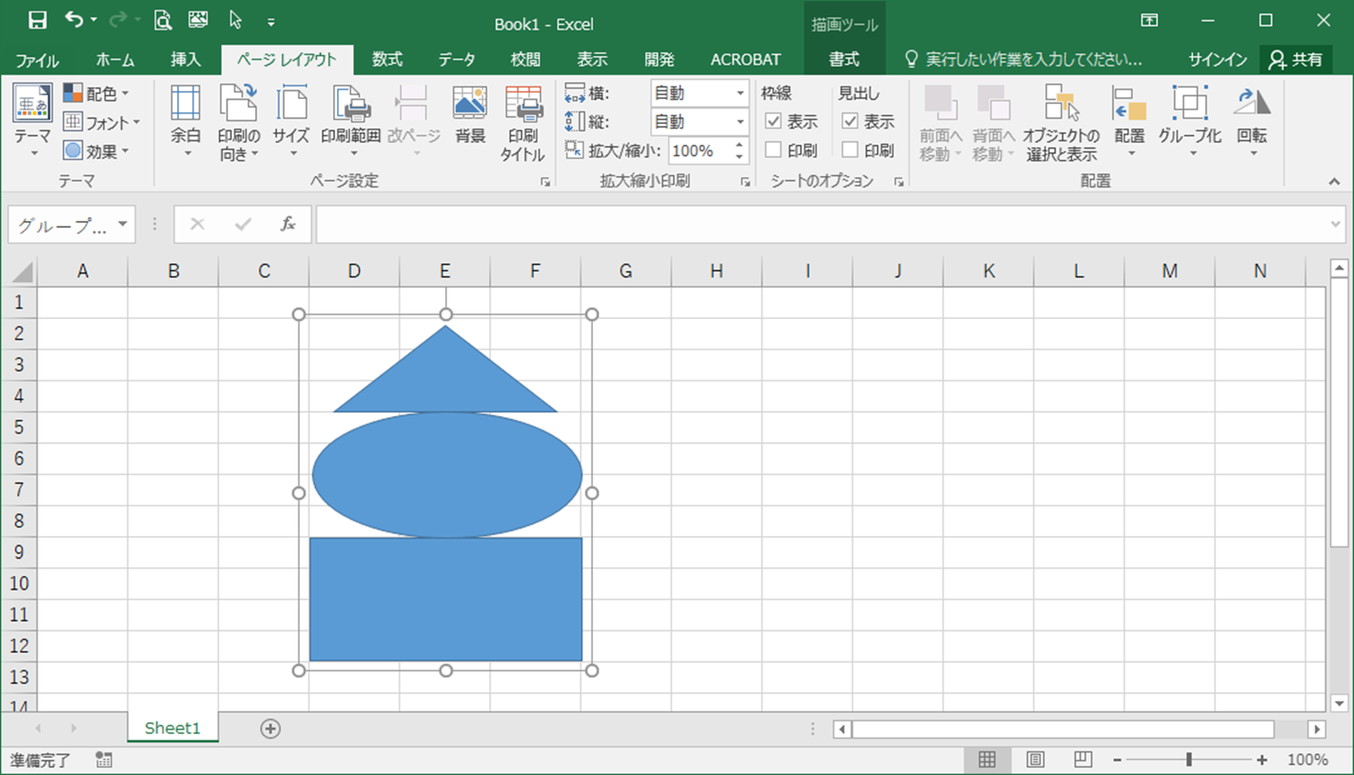 Book1 - Excel
描画ツール
ファイル ホーム 挿入 ページ レイアウト 数式 データ 校閲 表示 開発 ACROBAT 書式 実行したい作業を入力してください... サインイン 共有
テーマ
配色
フォント
効果
テーマ
余白
印刷の
向き
サイズ
印刷範囲
改ページ
背景
印刷
タイトル
ページ設定
横: 自動
縦: 自動
拡大/縮小: 100%
拡大縮小印刷
枠線 見出し
表示 表示
印刷 印刷
シートのオプション
前面へ
移動
背面へ
移動
オブジェクトの
選択と表示
配置
グループ化
回転
配置
グループ... fx
A B C D E F G H I J K L M N
1
2
3
4
5
6
7
8
9
10
11
12
13
14
Sheet1
準備完了 100%